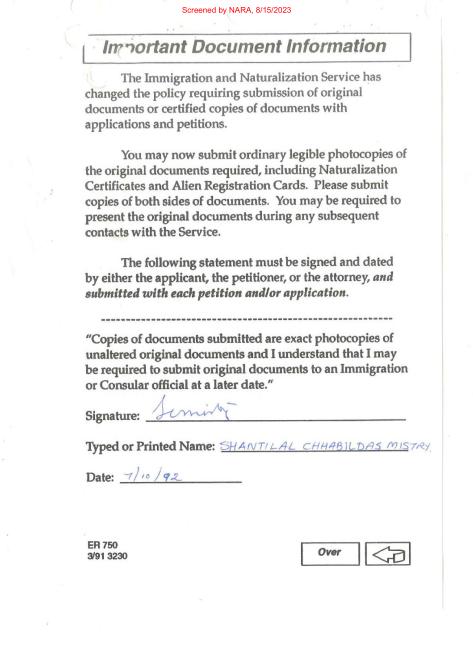 Screened by NARA, 8/15/2023
Important Document Information
The Immigration and Naturalization Service has
changed the policy requiring submission of original
documents or certified copies of documents with
applications and petitions.
You may now submit ordinary legible photocopies of
the original documents required, including Naturalization
Certificates and Alien Registration Cards. Please submit
copies of both sides of documents. You may be required to
present the original documents during any subsequent
contacts with the Service.
The following statement must be signed and dated
by either the applicant, the petitioner, or the attorney, and
submitted with each petition and/or application.
"Copies of documents submitted are exact photocopies of
unaltered original documents and I understand that I may
be required to submit original documents to an Immigration
or Consular official at a later date."
Signature:
Typed or Printed Name: SHANTILAL CHHABILDAS MISTRY
Date: 7/10/92
ER 750
3/91 3230
Over